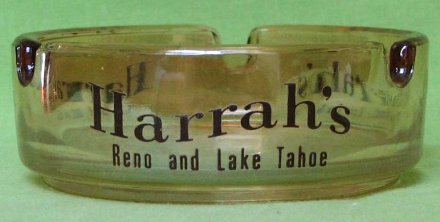 Harrah's
Reno and Lake Tahoe